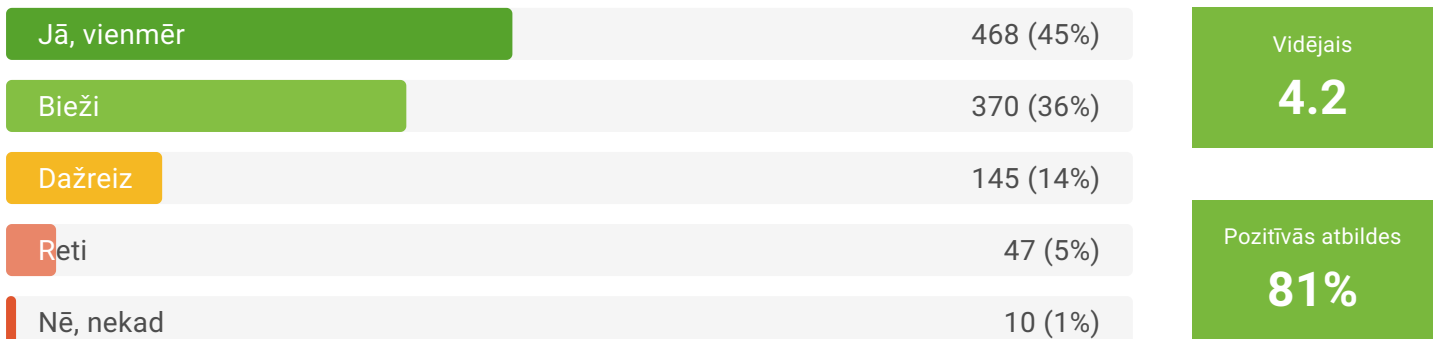 Jā, vienmēr 468 (45%)
Bieži 370 (36%)
Dažreiz 145 (14%)
Reti 47 (5%)
Nē, nekad 10 (1%)
Vidējais
4.2
Pozitīvās atbildes
81%